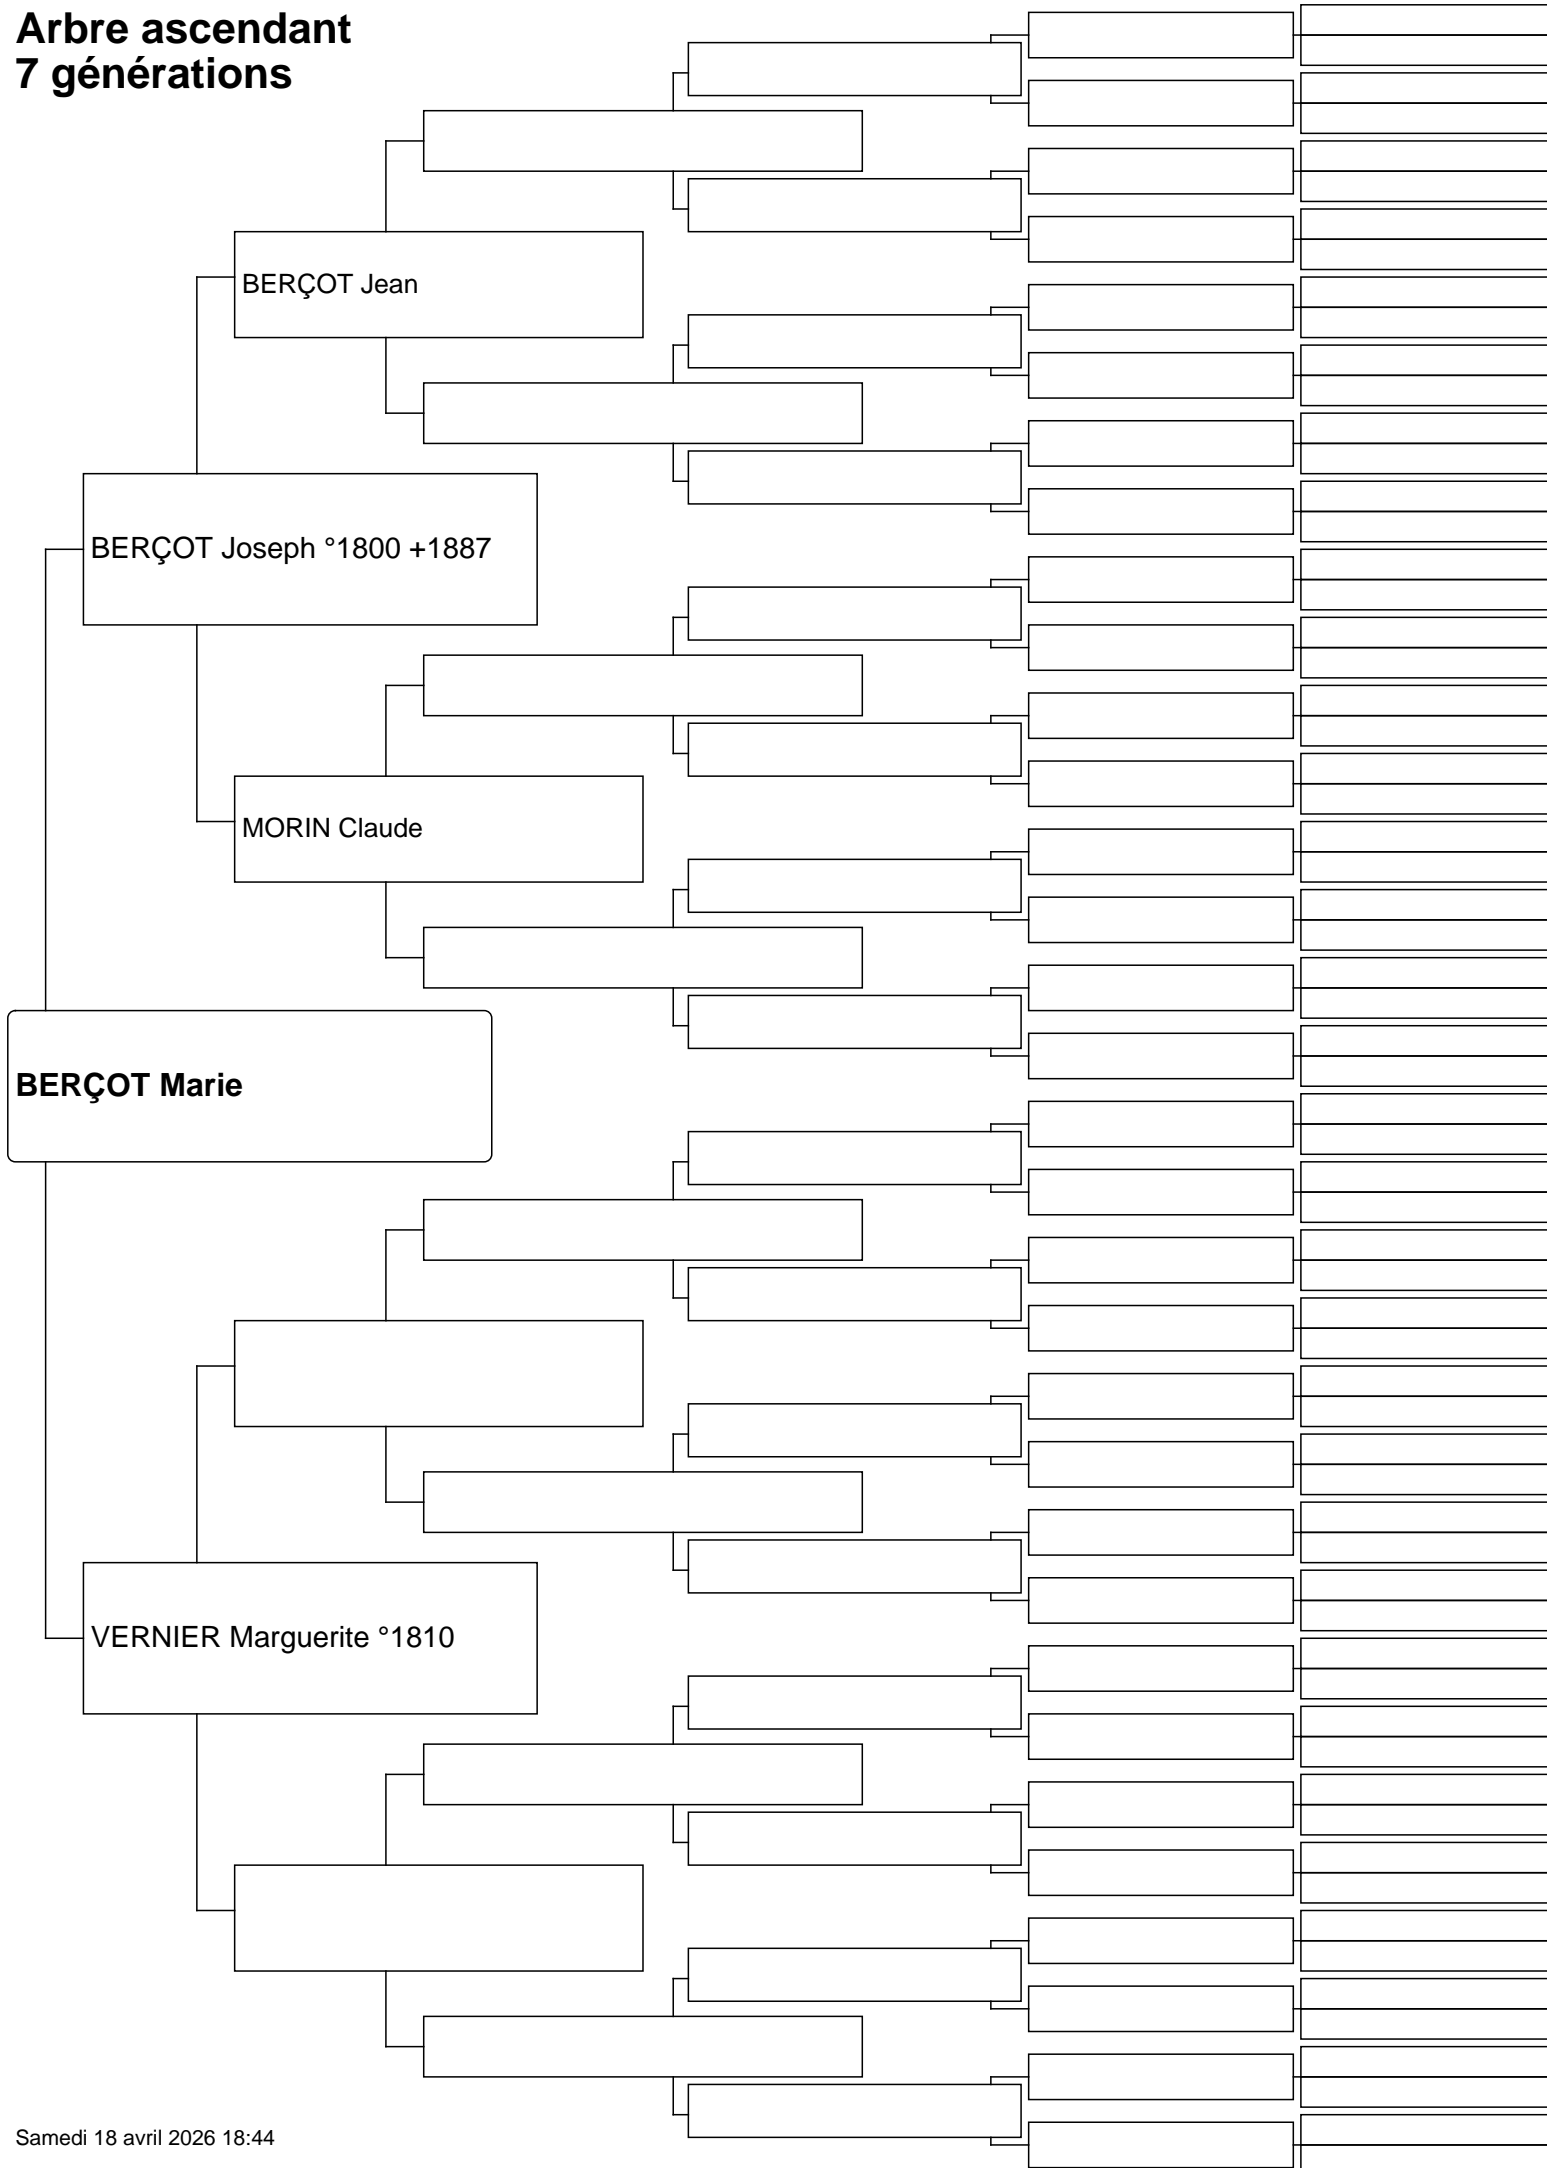 Arbre ascendant
7 générations
BERÇOT Jean
BERÇOT Joseph °1800 +1887
MORIN Claude
BERÇOT Marie
VERNIER Marguerite °1810
Samedi 18 avril 2026 18:44